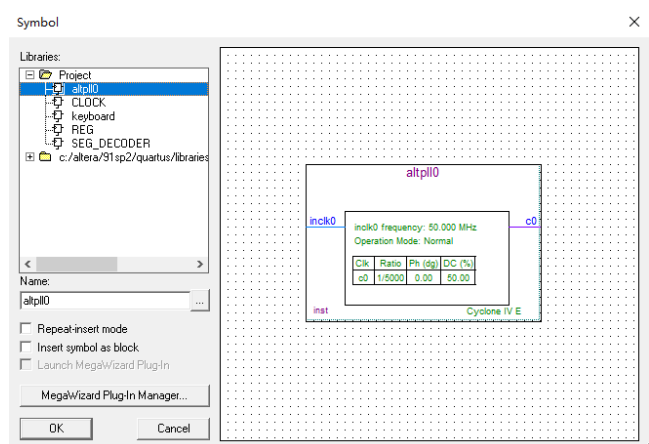 Symbol
Libraries:
Project
altpll0
CLOCK
keyboard
REG
SEG_DECODER
c:/altera/91sp2/quartus/libraries
Name:
altpll0
...
Repeat-insert mode
Insert symbol as block
Launch MegaWizard Plug-In
MegaWizard Plug-In Manager...
OK Cancel
altpll0
inclk0 c0
inclk0 frequency: 50.000 MHz
Operation Mode: Normal
Clk Ratio Ph (dg) DC (%)
c0 1/5000 0.00 50.00
inst Cyclone IV E